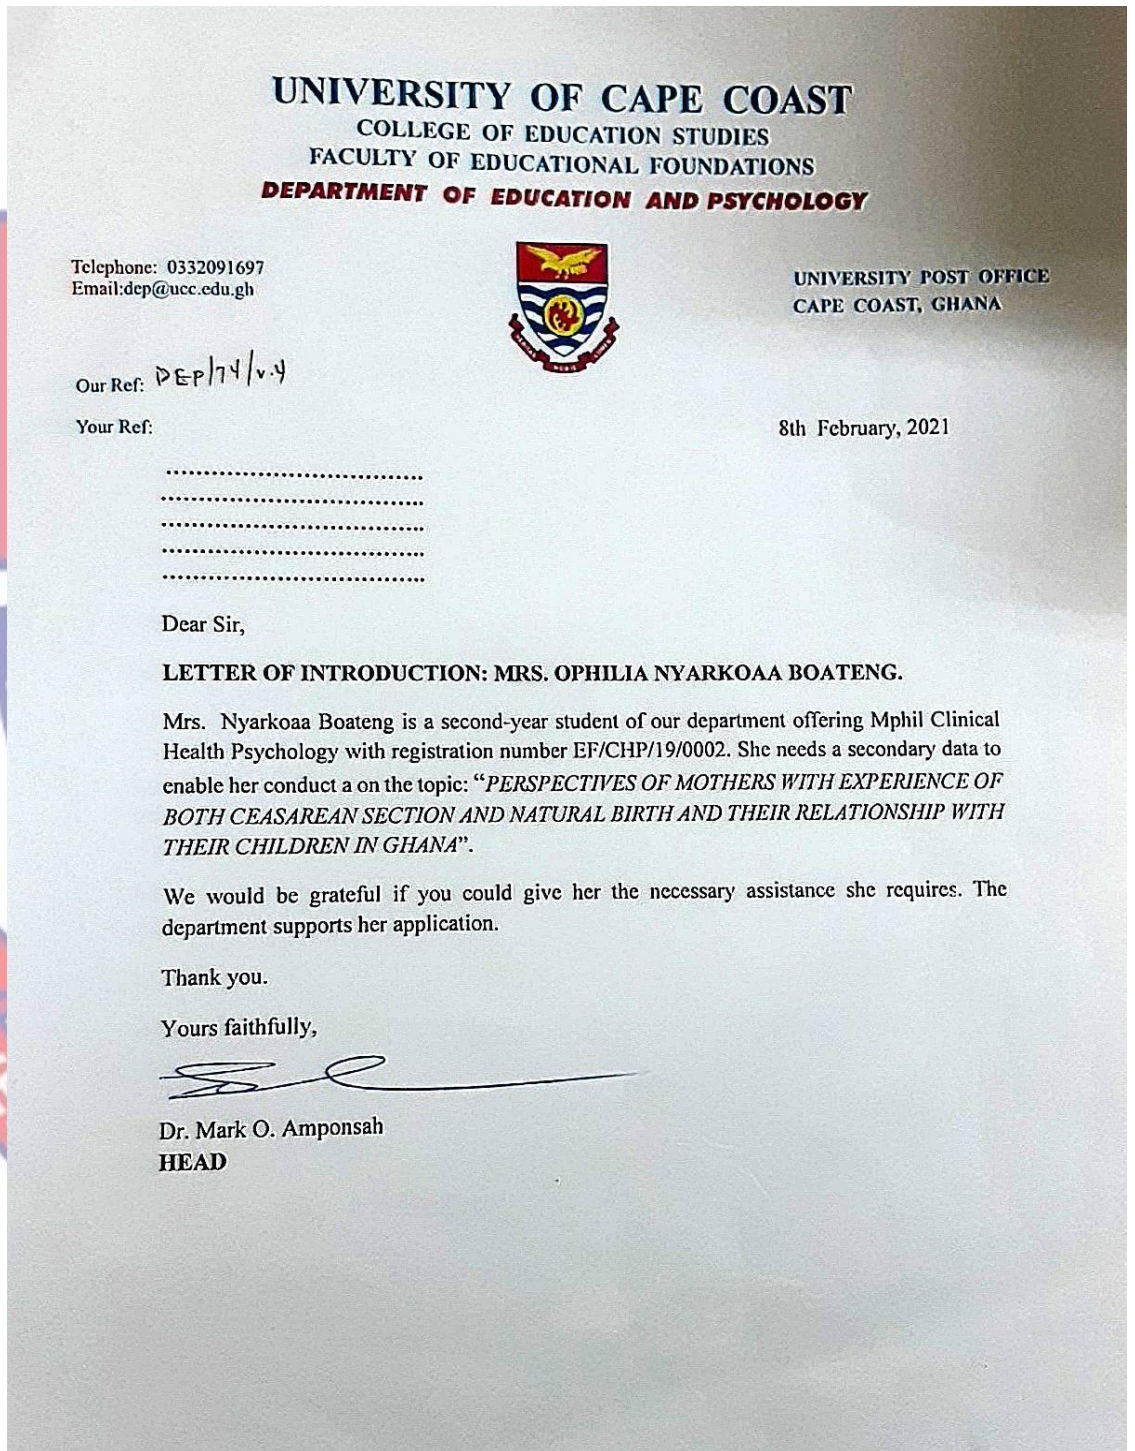 UNIVERSITY OF CAPE COAST
COLLEGE OF EDUCATION STUDIES
FACULTY OF EDUCATIONAL FOUNDATIONS
DEPARTMENT OF EDUCATION AND PSYCHOLOGY
Telephone: 0332091697
Email:dep@ucc.edu.gh
UNIVERSITY POST OFFICE
CAPE COAST, GHANA
Our Ref: DEP/74/v.4
Your Ref:
8th February, 2021
Dear Sir,
LETTER OF INTRODUCTION: MRS. OPHILIA NYARKOAA BOATENG.
Mrs. Nyarkoaa Boateng is a second-year student of our department offering Mphil Clinical
Health Psychology with registration number EF/CHP/19/0002. She needs a secondary data to
enable her conduct a on the topic: “PERSPECTIVES OF MOTHERS WITH EXPERIENCE OF
BOTH CEASAREAN SECTION AND NATURAL BIRTH AND THEIR RELATIONSHIP WITH
THEIR CHILDREN IN GHANA”.
We would be grateful if you could give her the necessary assistance she requires. The
department supports her application.
Thank you.
Yours faithfully,
Dr. Mark O. Amponsah
HEAD